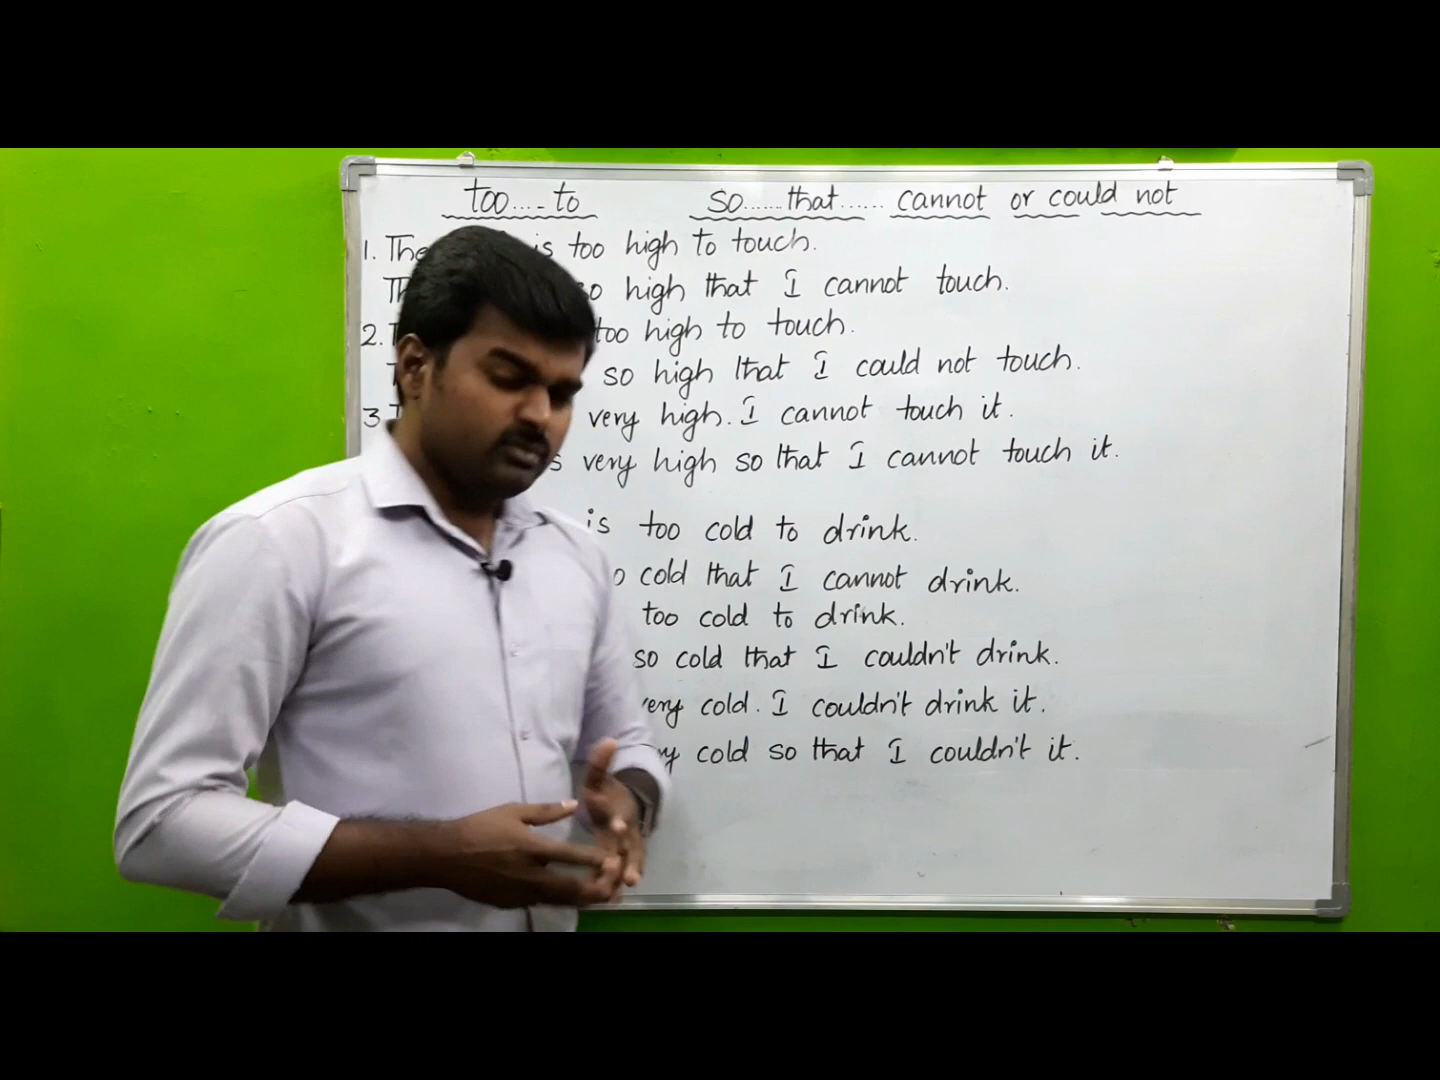 too.... to so......that...... cannot or could not
1. The is too high to touch.
high that I cannot touch.
2. too high to touch.
so high that I could not touch.
3. very high. I cannot touch it.
very high so that I cannot touch it.
is too cold to drink.
cold that I cannot drink.
too cold to drink.
so cold that I couldn't drink.
cold. I couldn't drink it.
cold so that I couldn't it.